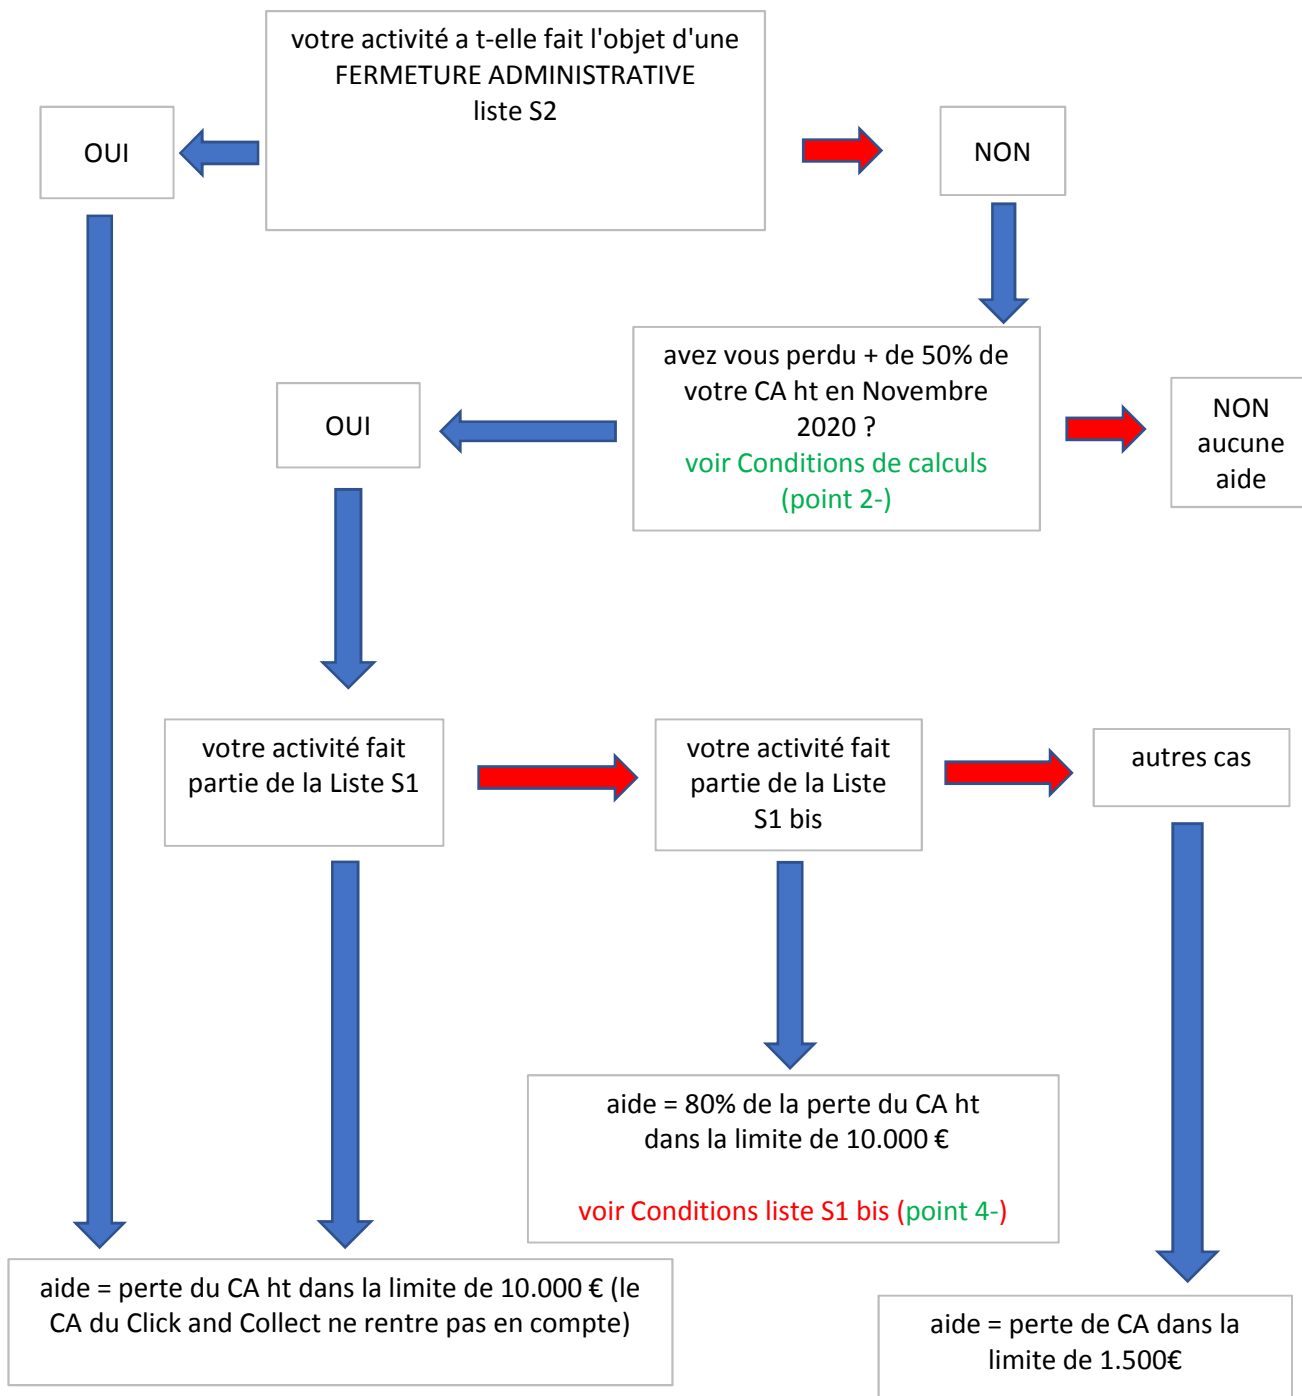 votre activité a t-elle fait l'objet d'une
FERMETURE ADMINISTRATIVE
liste S2
OUI
NON
avez vous perdu + de 50% de
votre CA ht en Novembre
2020 ?
voir Conditions de calculs
(point 2-)
OUI
NON
aucune
aide
votre activité fait
partie de la Liste S1
votre activité fait
partie de la Liste
S1 bis
autres cas
aide = 80% de la perte du CA ht
dans la limite de 10.000 €
voir Conditions liste S1 bis (point 4-)
aide = perte du CA ht dans la limite de 10.000 € (le
CA du Click and Collect ne rentre pas en compte)
aide = perte de CA dans la
limite de 1.500€